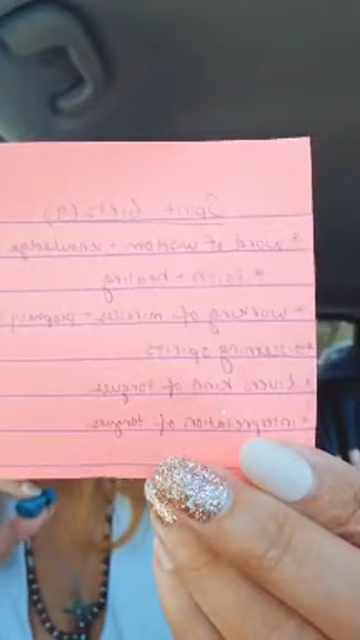 Spirit Gifts (9)
* word of wisdom + knowledge
* faith + healing
* working of miracles - prophecy
* discerning spirits
* divers kind of tongues
* interpretation of tongues